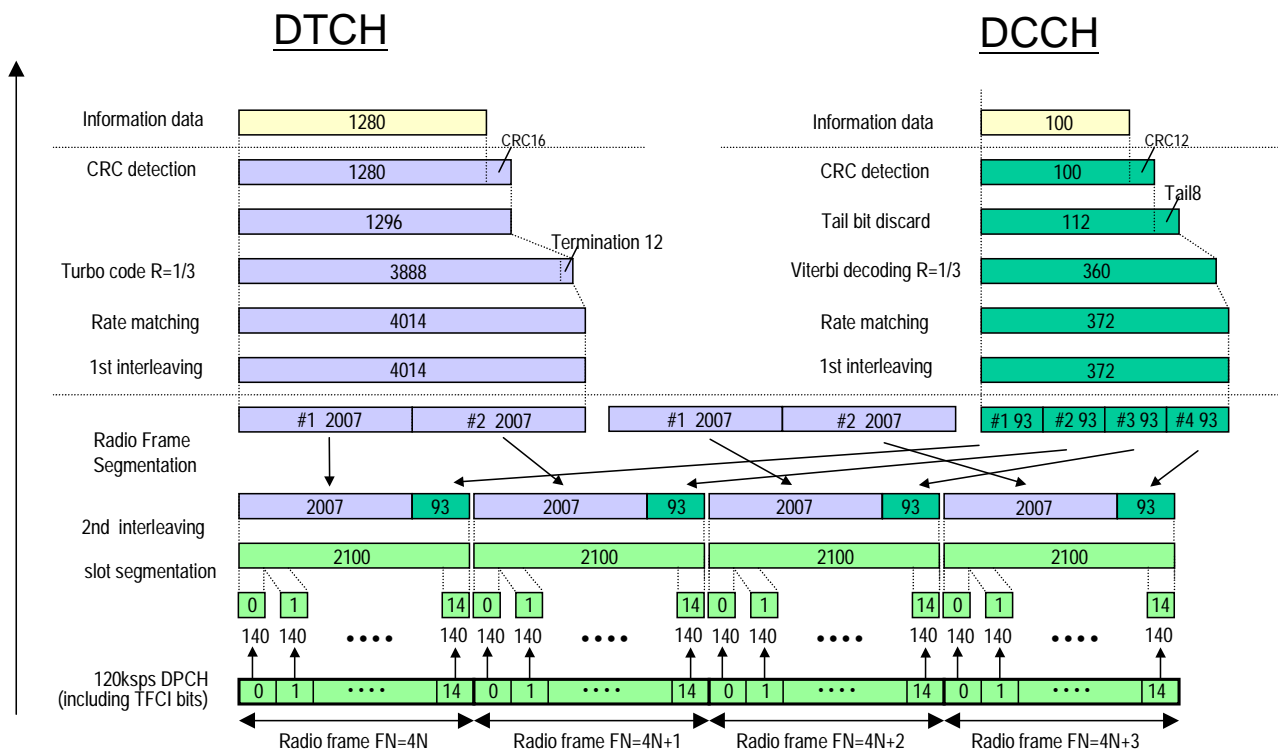 DTCH DCCH
Information data 1280 Information data 100
CRC16 CRC12
CRC detection 1280 CRC detection 100
Tail8
1296 Tail bit discard 112
Termination 12
Turbo code R=1/3 3888 Viterbi decoding R=1/3 360
Rate matching 4014 Rate matching 372
1st interleaving 4014 1st interleaving 372
#1 2007 #2 2007 #1 2007 #2 2007 #1 93 #2 93 #3 93 #4 93
Radio Frame
Segmentation
2007 93 2007 93 2007 93 2007 93
2nd interleaving
2100 2100 2100 2100
slot segmentation
0 1 14 0 1 14 0 1 14 0 1 14
140 140 •••• 140 140 140 •••• 140 140 140 •••• 140 140 140 •••• 140
120ksps DPCH
(including TFCI bits)
0 1 •••• 14 0 1 •••• 14 0 1 •••• 14 0 1 •••• 14
Radio frame FN=4N Radio frame FN=4N+1 Radio frame FN=4N+2 Radio frame FN=4N+3